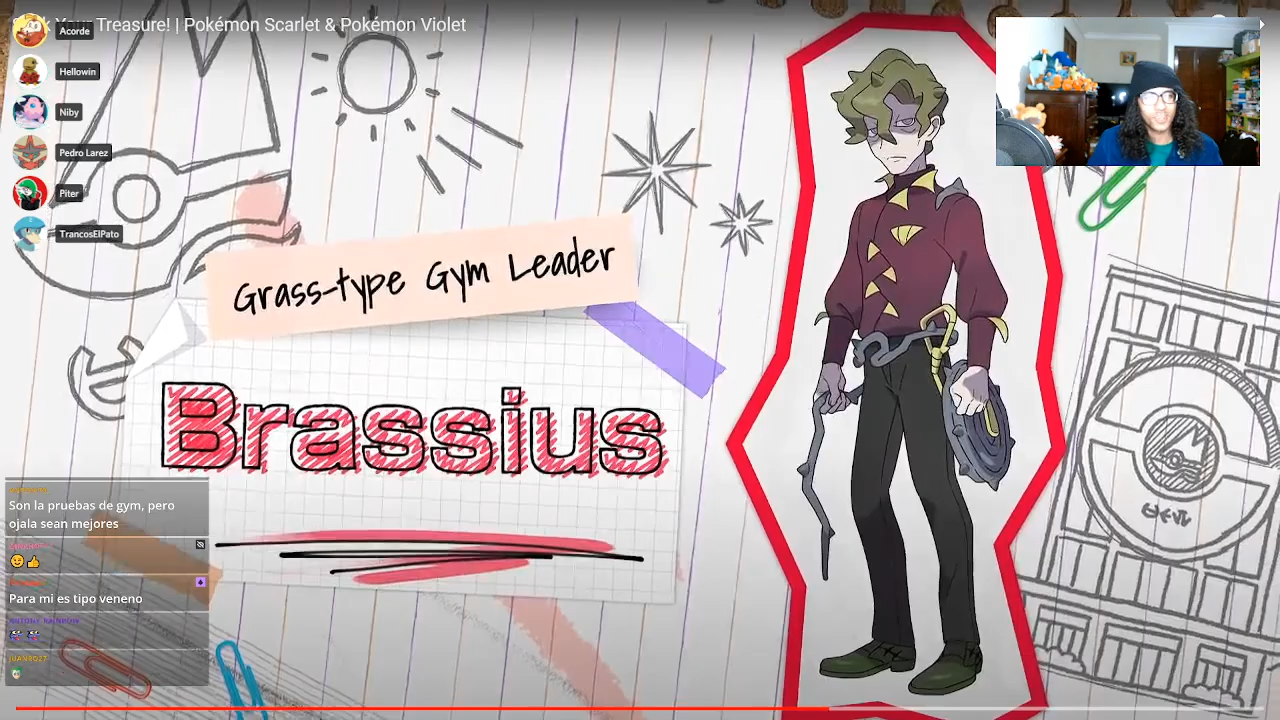 k Your Treasure! | Pokémon Scarlet & Pokémon Violet
Acorde
Hellowin
Niby
Pedro Larez
Piter
TrancosElPato
Grass-type Gym Leader
Brassius
Son la pruebas de gym, pero
ojala sean mejores
Para mi es tipo veneno
JUANRO27